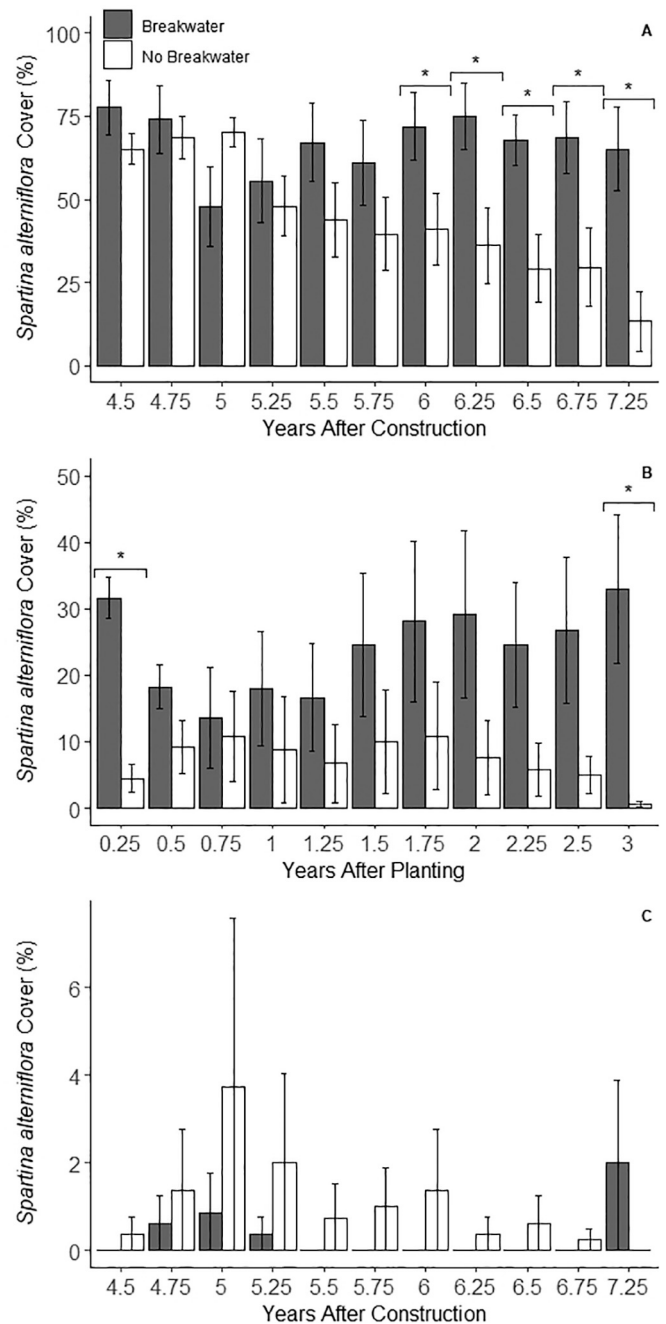 Breakwater
No Breakwater
A
Spartina alterniflora Cover (%)
100
75
50
25
0
* * * * *
4.5 4.75 5 5.25 5.5 5.75 6 6.25 6.5 6.75 7.25
Years After Construction
B
Spartina alterniflora Cover (%)
50
40
30
20
10
0
* *
0.25 0.5 0.75 1 1.25 1.5 1.75 2 2.25 2.5 3
Years After Planting
C
Spartina alterniflora Cover (%)
6
4
2
0
4.5 4.75 5 5.25 5.5 5.75 6 6.25 6.5 6.75 7.25
Years After Construction